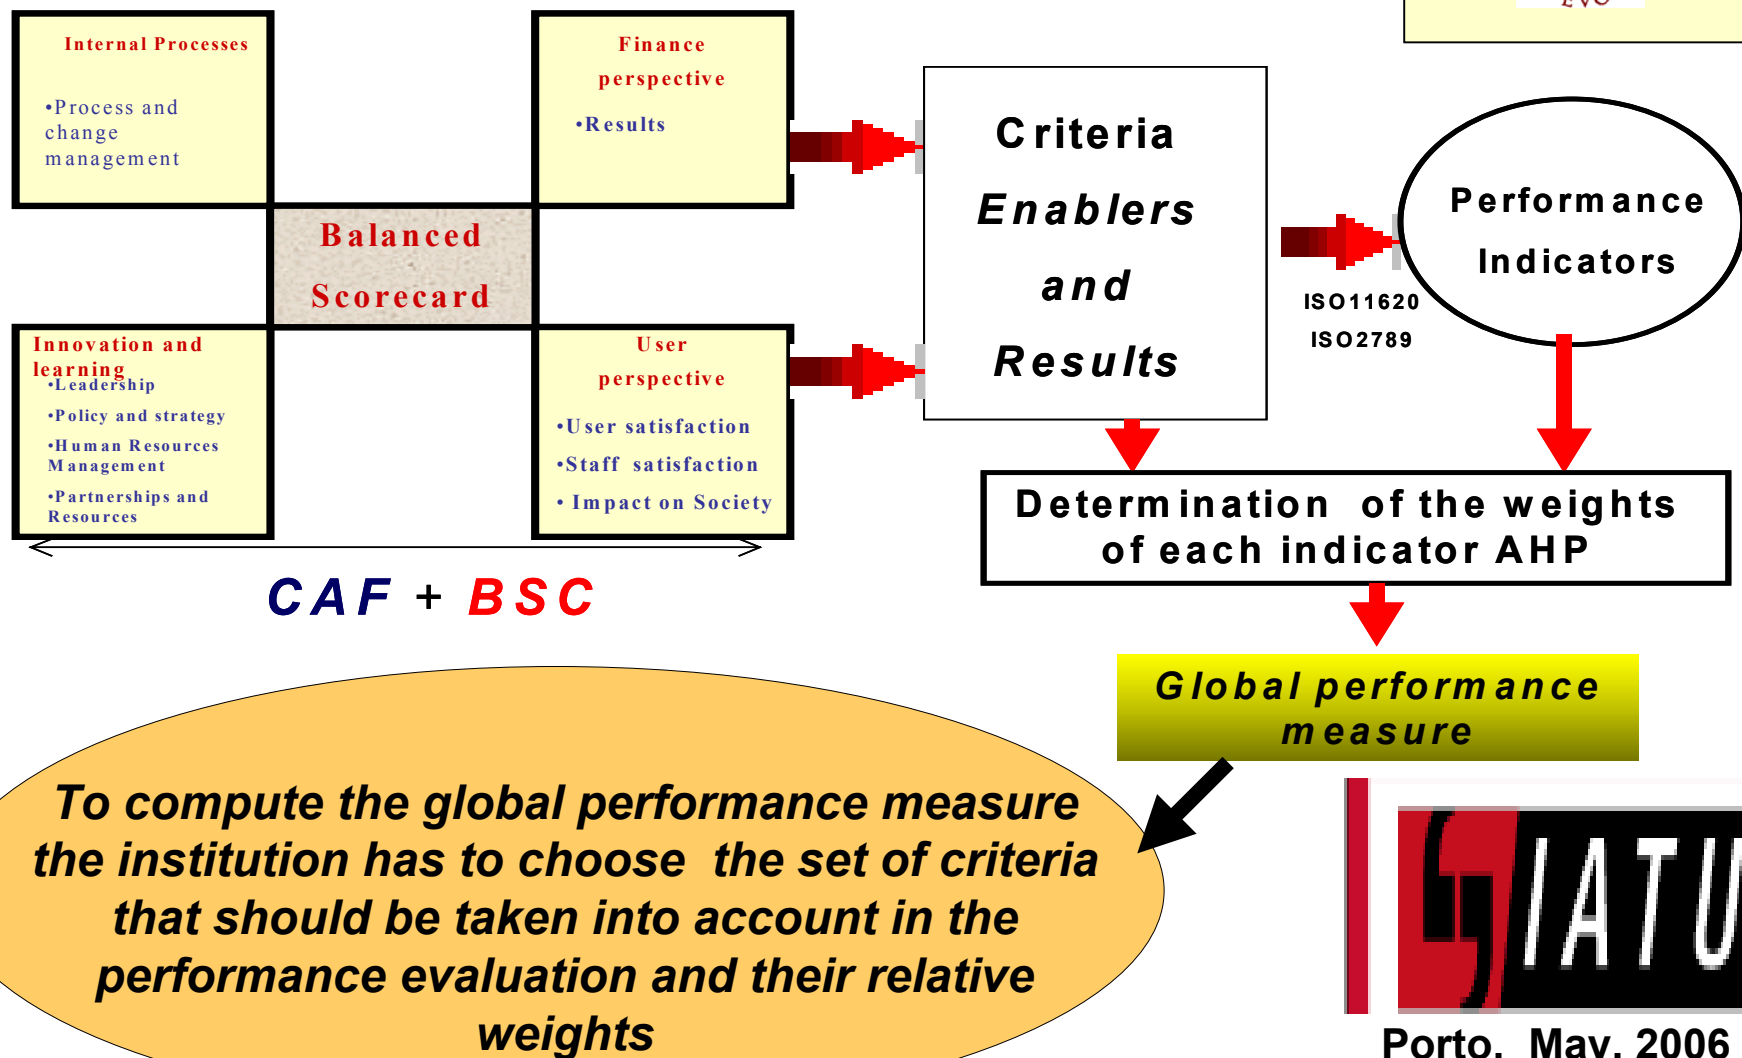 Internal Processes
•Process and
change
management
Finance
perspective
•Results
Balanced
Scorecard
Innovation and
learning
•Leadership
•Policy and strategy
•Human Resources
Management
•Partnerships and
Resources
User
perspective
•User satisfaction
•Staff satisfaction
• Impact on Society
CAF + BSC
Criteria
Enablers
and
Results
ISO11620
ISO2789
Performance
Indicators
Determination of the weights
of each indicator AHP
Global performance
measure
To compute the global performance measure
the institution has to choose the set of criteria
that should be taken into account in the
performance evaluation and their relative
weights
IATU
Porto, May, 2006